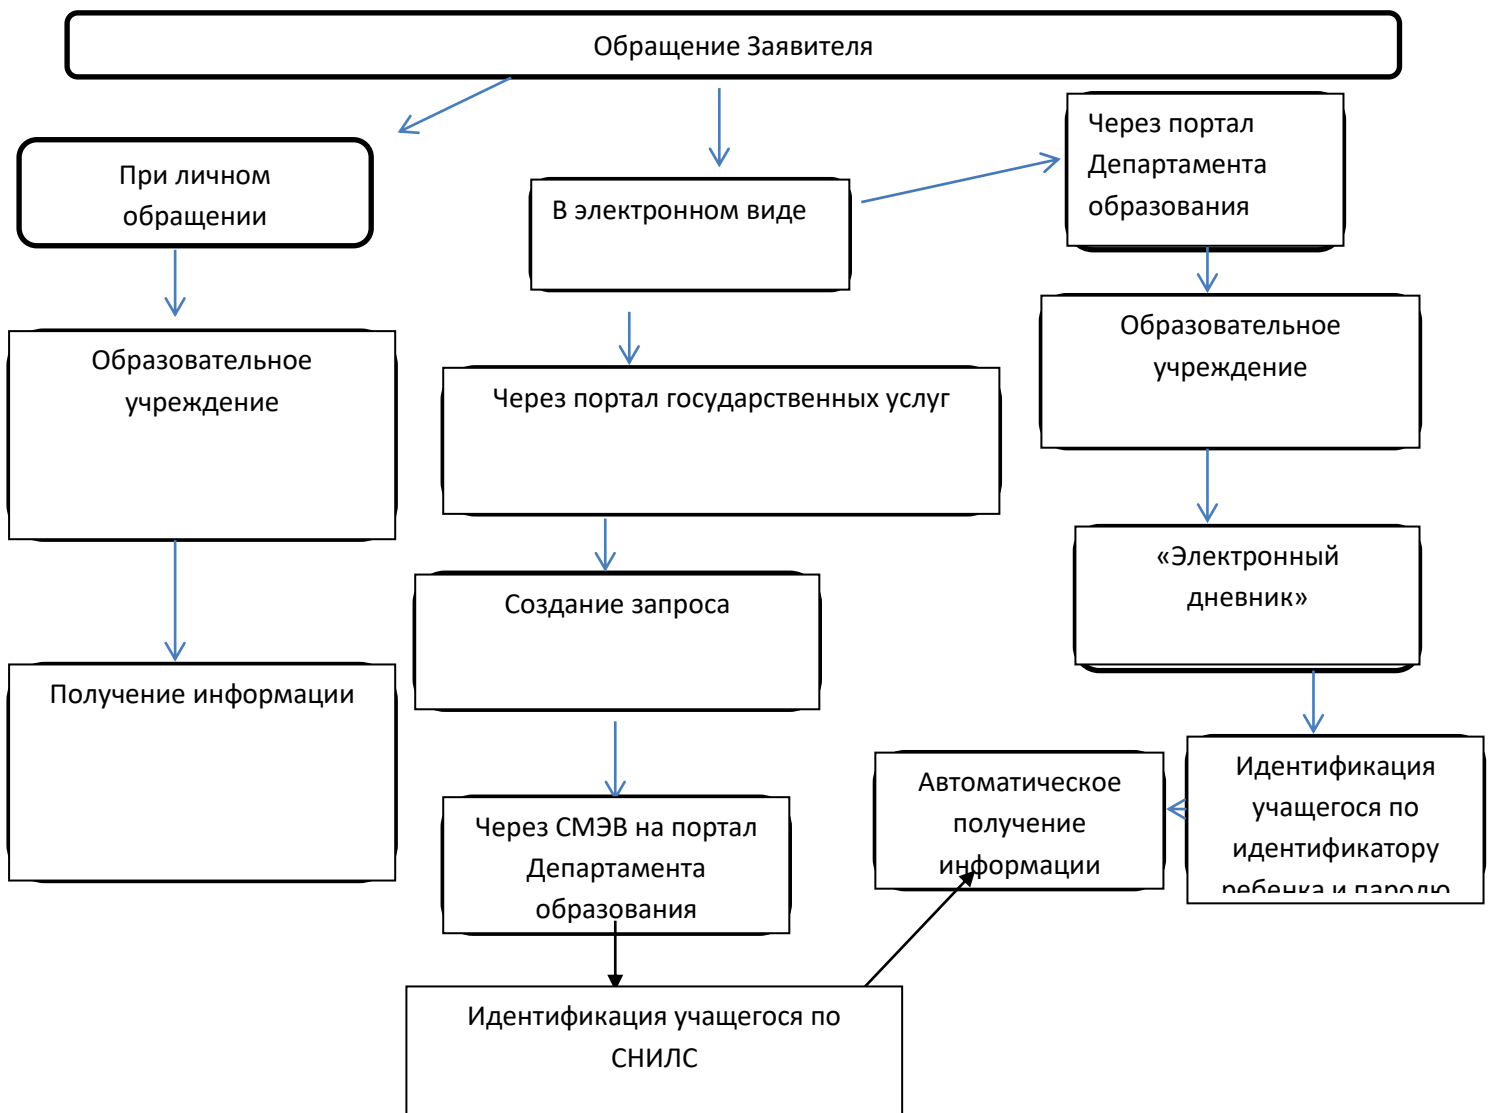 Обращение Заявителя
При личном
обращении
В электронном виде
Через портал
Департамента
образования
Образовательное
учреждение
Через портал государственных услуг
Образовательное
учреждение
Создание запроса
«Электронный
дневник»
Получение информации
Через СМЭВ на портал
Департамента
образования
Автоматическое
получение
информации
Идентификация
учащегося по
идентификатору
ребенка и паролю
Идентификация учащегося по
СНИЛС